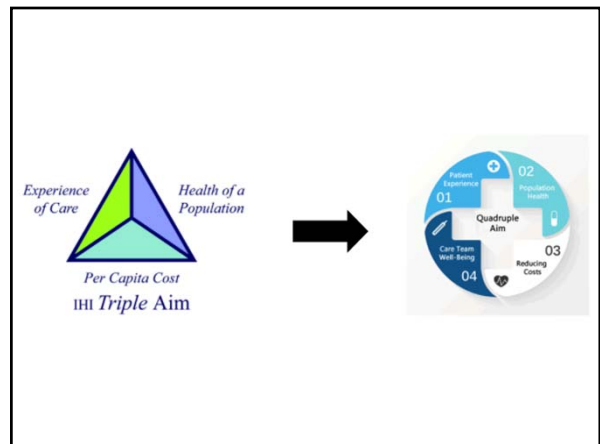 Experience
of Care
Health of a
Population
Per Capita Cost
IHI Triple Aim
Patient
Experience
01
02
Population
Health
Quadruple
Aim
03
Reducing
Costs
Care Team
Well-Being
04